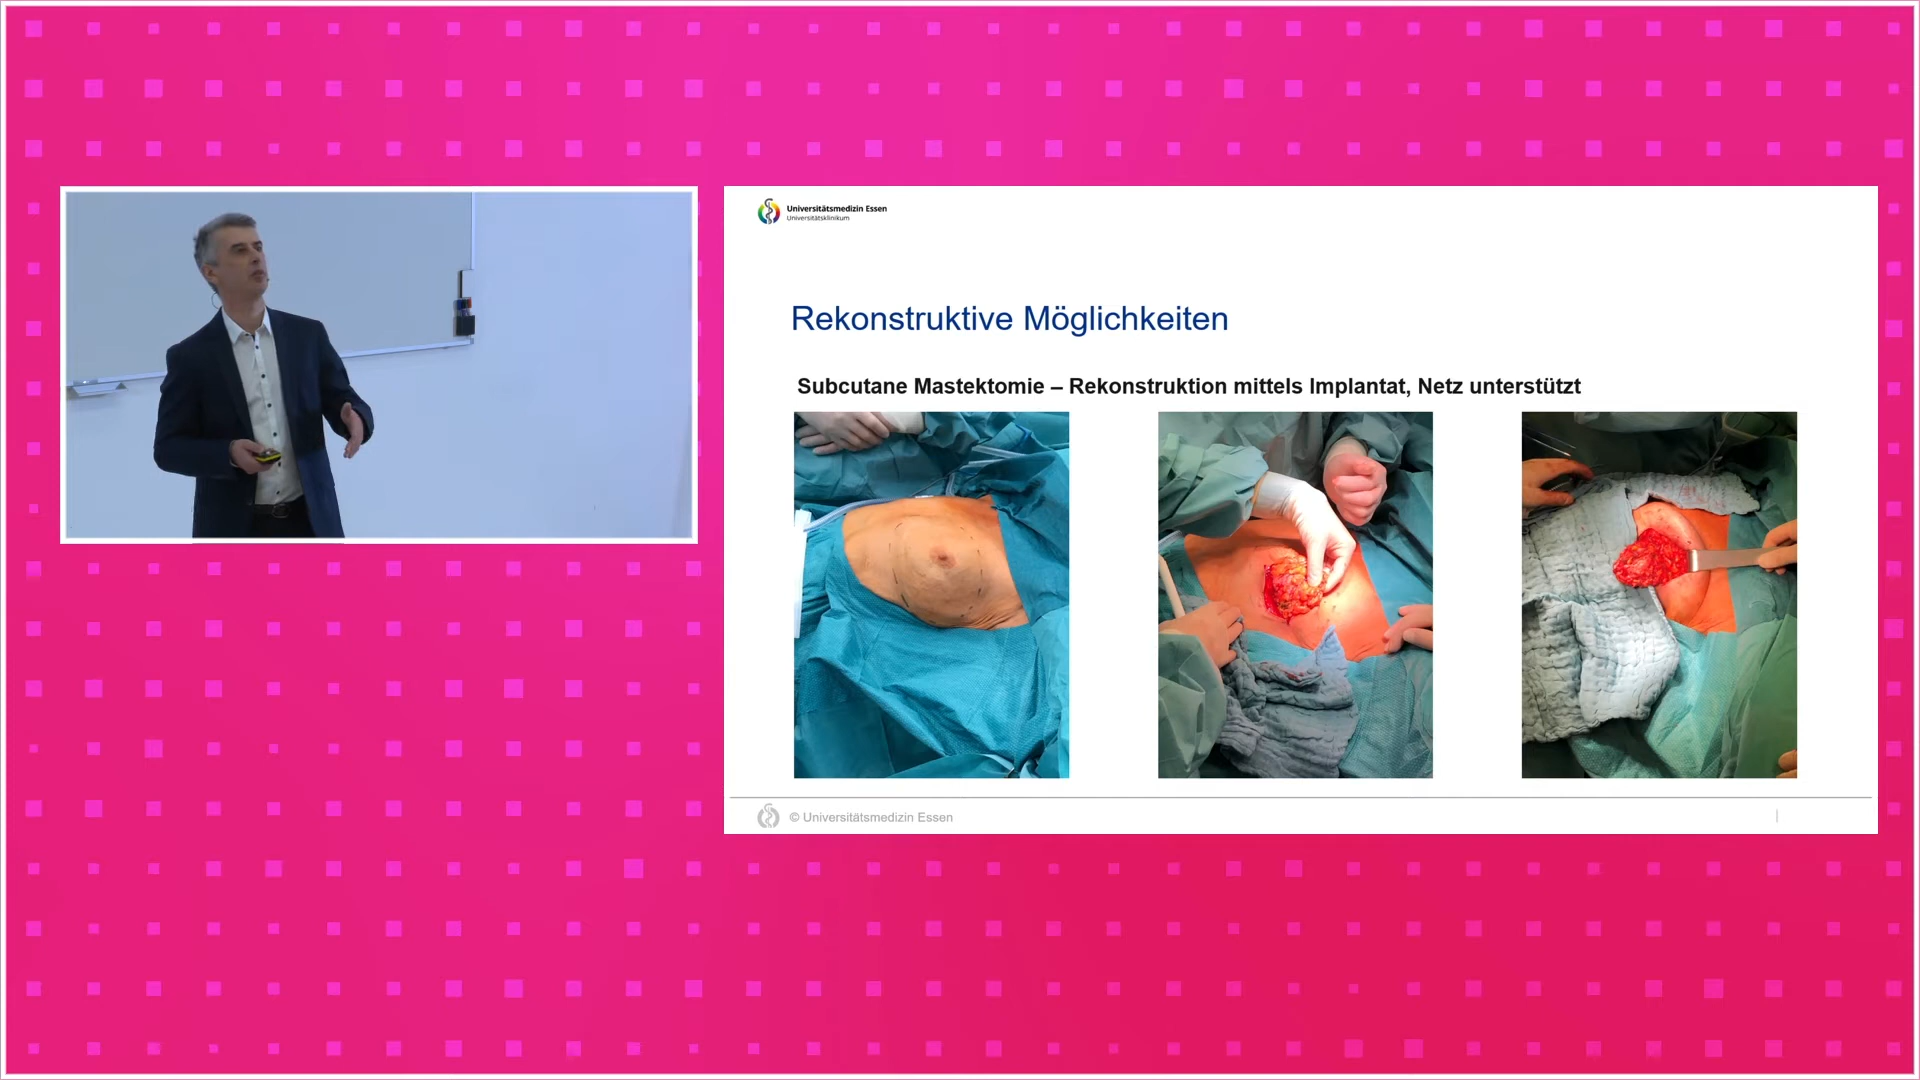 Universitätsmedizin Essen
Universitätsklinikum
Rekonstruktive Möglichkeiten
Subcutane Mastektomie – Rekonstruktion mittels Implantat, Netz unterstützt
© Universitätsmedizin Essen